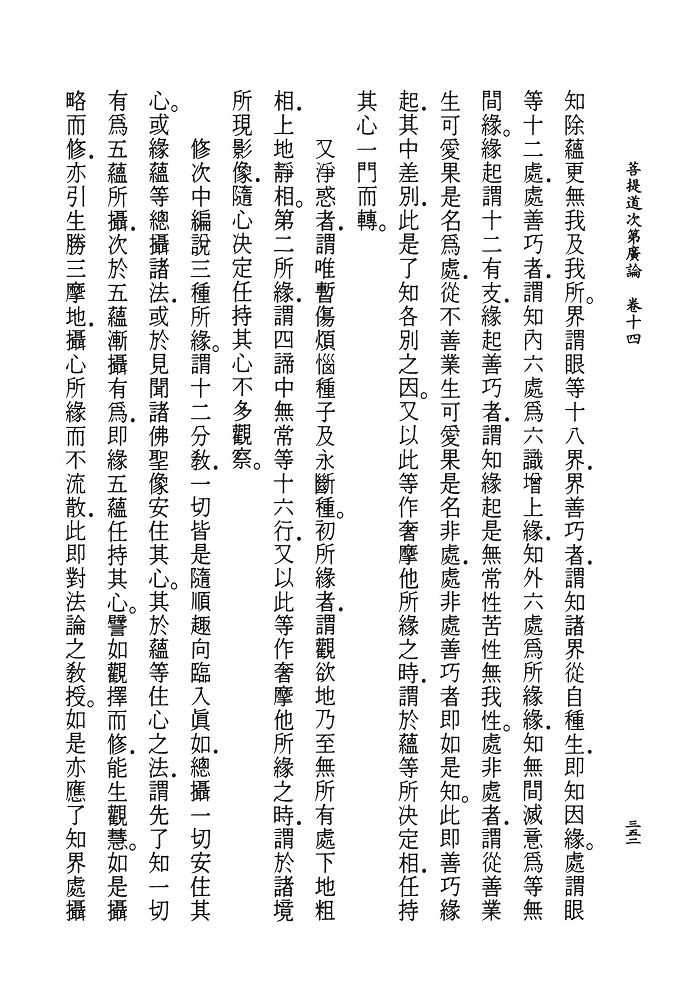 菩提道次第廣論　卷十四
三五二
知除蘊更無我及我所。界謂眼等十八界．界善巧者．謂知諸界從自種生．即知因緣。處謂眼
等十二處．處善巧者．謂知內六處爲六識增上緣．知外六處爲所緣緣．知無間滅意爲等無
間緣。緣起謂十二有支．緣起善巧者．謂知緣起是無常性苦性無我性。處非處者．謂從善業
生可愛果是名爲處．從不善業生可愛果是名非處．處非處善巧者即如是知。此即善巧緣
起．其中差別．此是了知各別之因。又以此等作奢摩他所緣之時．謂於蘊等所決定相．任持
其心一門而轉。
又淨惑者．謂唯暫傷煩惱種子及永斷種。初所緣者．謂觀欲地乃至無所有處下地粗
相．上地靜相。第二所緣．謂四諦中無常等十六行．又以此等作奢摩他所緣之時．謂於諸境
所現影像．隨心决定任持其心不多觀察。
修次中編說三種所緣。謂十二分敎．一切皆是隨順趣向臨入眞如．總攝一切安住其
心。或緣蘊等總攝諸法．或於見聞諸佛聖像安住其心。其於蘊等住心之法．謂先了知一切
有爲五蘊所攝．次於五蘊漸攝有爲．即緣五蘊任持其心。譬如觀擇而修．能生觀慧。如是攝
略而修．亦引生勝三摩地．攝心所緣而不流散．此即對法論之敎授。如是亦應了知界處攝